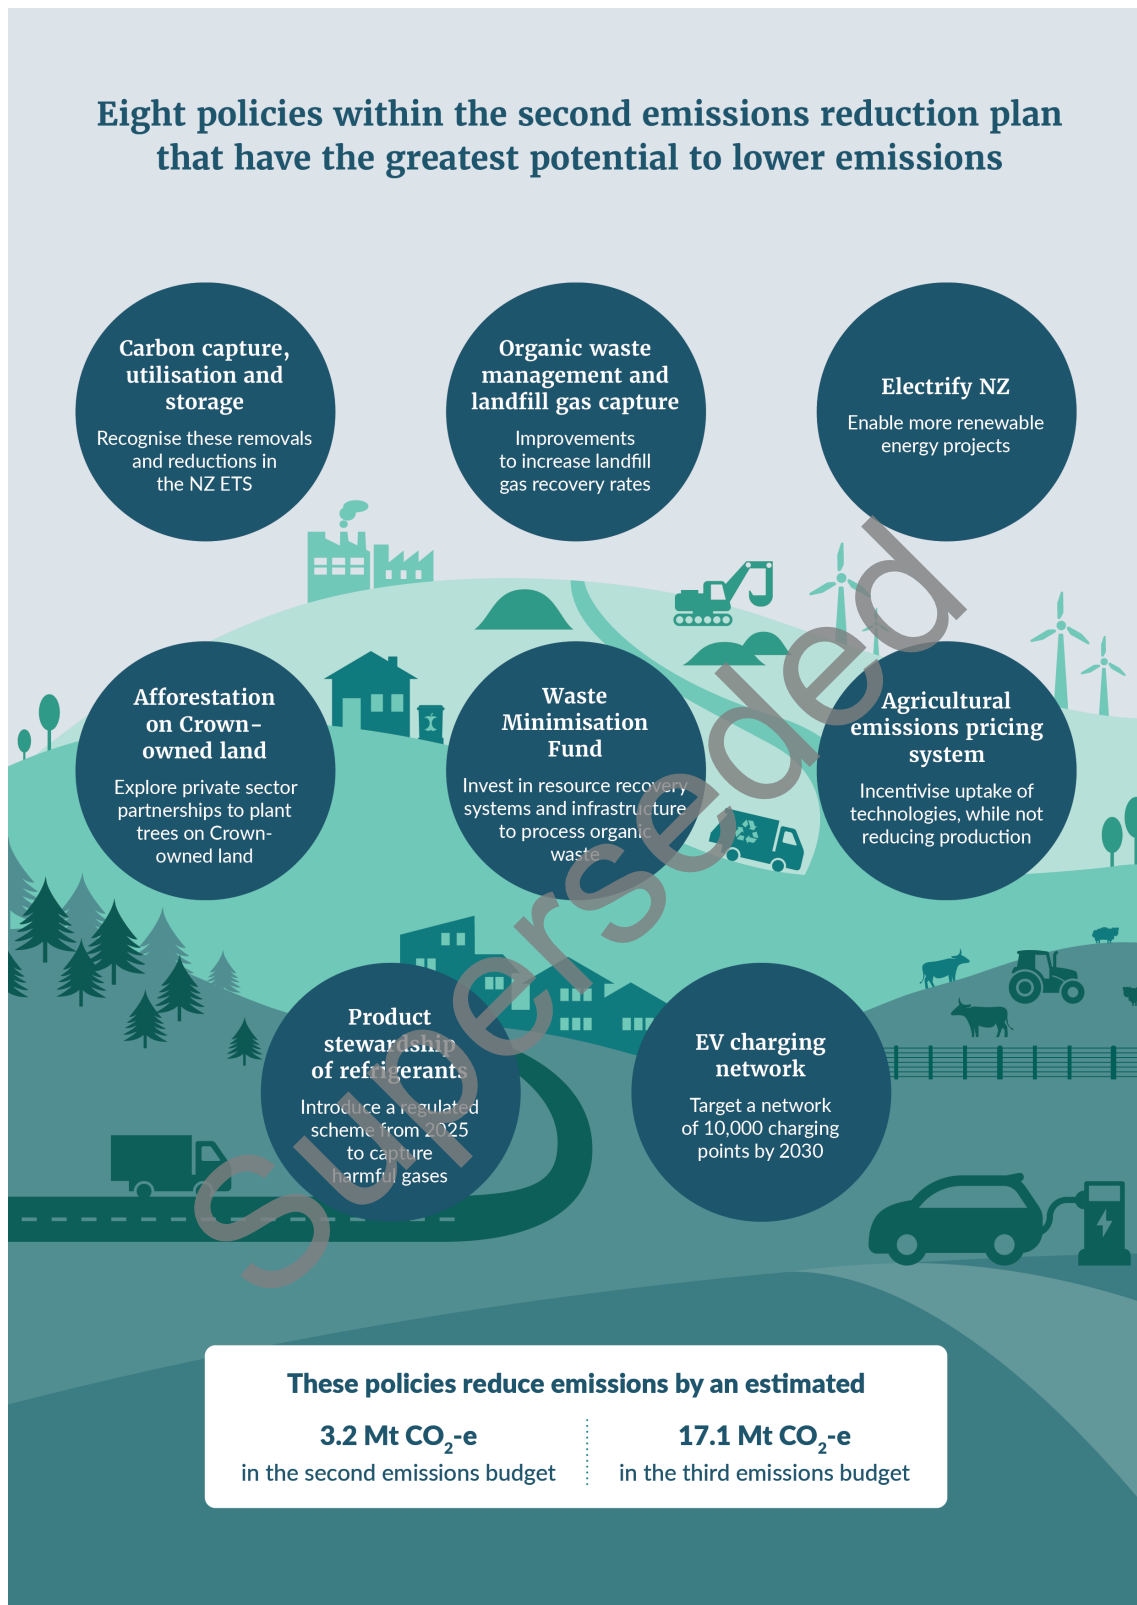 Eight policies within the second emissions reduction plan
that have the greatest potential to lower emissions
Carbon capture,
utilisation and
storage
Recognise these removals
and reductions in
the NZ ETS
Organic waste
management and
landfill gas capture
Improvements
to increase landfill
gas recovery rates
Electrify NZ
Enable more renewable
energy projects
Afforestation
on Crown-
owned land
Explore private sector
partnerships to plant
trees on Crown-
owned land
Waste
Minimisation
Fund
Invest in resource recovery
systems and infrastructure
to process organic
waste
Agricultural
emissions pricing
system
Incentivise uptake of
technologies, while not
reducing production
Product
stewardship
of refrigerants
Introduce a regulated
scheme from 2025
to capture
harmful gases
EV charging
network
Target a network
of 10,000 charging
points by 2030
Superseded
These policies reduce emissions by an estimated
3.2 Mt CO₂-e
in the second emissions budget
17.1 Mt CO₂-e
in the third emissions budget